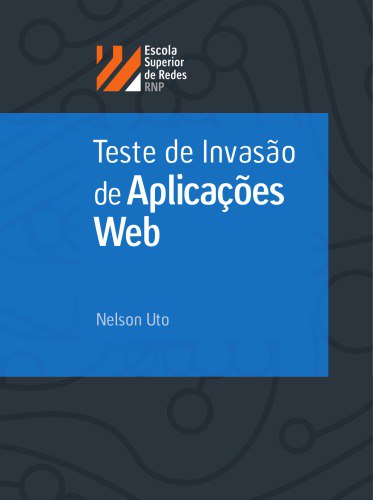 Escola
Superior
de Redes
RNP
Teste de Invasão
de Aplicações
Web
Nelson Uto